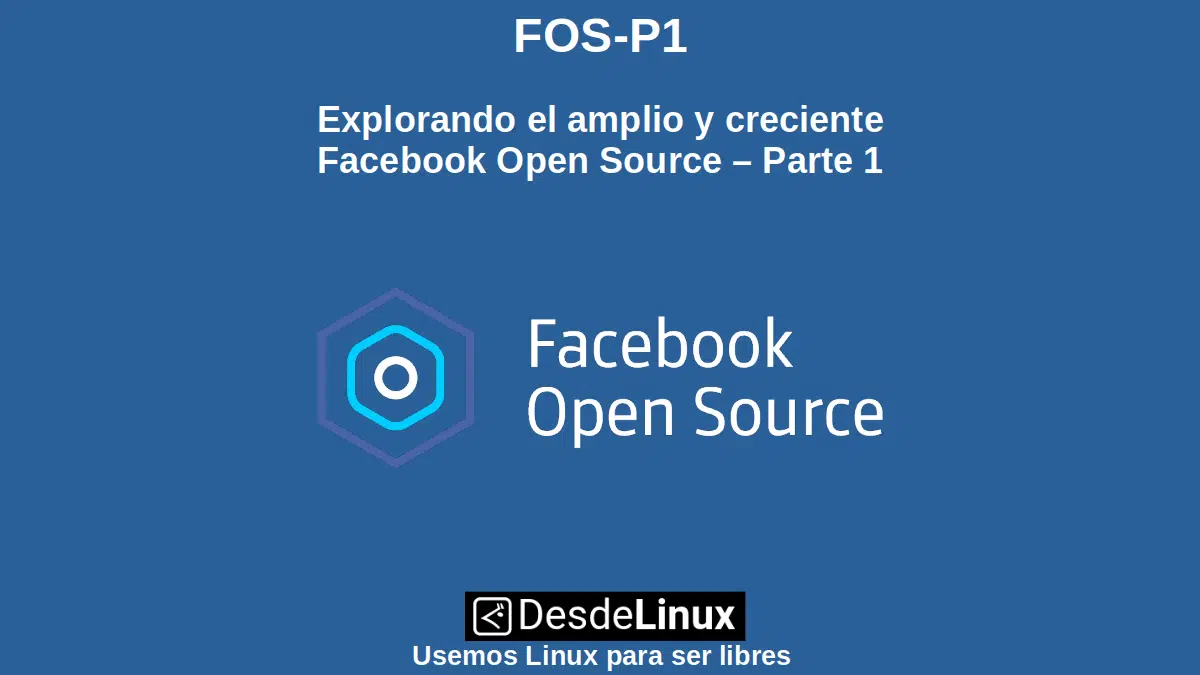 FOS-P1
Explorando el amplio y creciente
Facebook Open Source – Parte 1
Facebook
Open Source
DesdeLinux
Usemos Linux para ser libres